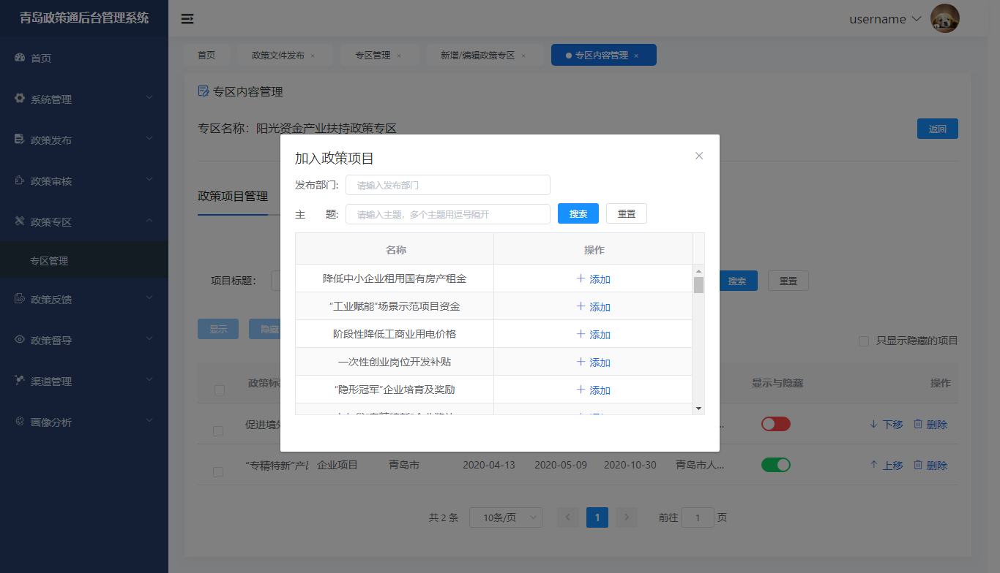 青岛政策通后台管理系统
username
首页
系统管理
政策发布
政策审核
政策专区
专区管理
政策反馈
政策督导
渠道管理
画像分析
首页 政策文件发布 × 专区管理 × 新增/编辑政策专区 × 专区内容管理 ×
专区内容管理
专区名称：阳光资金产业扶持政策专区 返回
政策项目管理
项目标题： 搜索 重置
显示 隐藏
只显示隐藏的项目
政策标 显示与隐藏 操作
促进境 下移 删除
“专精特新”产 企业项目 青岛市 2020-04-13 2020-05-09 2020-10-30 青岛市人... 上移 删除
共 2 条 10条/页 1 前往 1 页
加入政策项目
发布部门: 请输入发布部门
主 题: 请输入主题，多个主题用逗号隔开 搜索 重置
名称 操作
降低中小企业租用国有房产租金 添加
“工业赋能”场景示范项目资金 添加
阶段性降低工商业用电价格 添加
一次性创业岗位开发补贴 添加
“隐形冠军”企业培育及奖励 添加